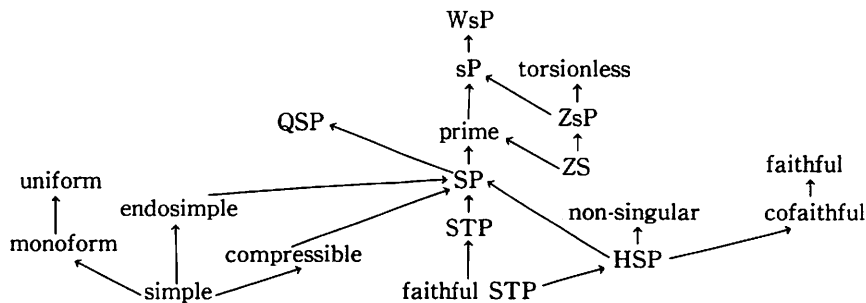 WsP
sP torsionless
QSP prime ZsP
ZS
uniform SP faithful
endosimple non-singular cofaithful
monoform STP
compressible HSP
simple faithful STP